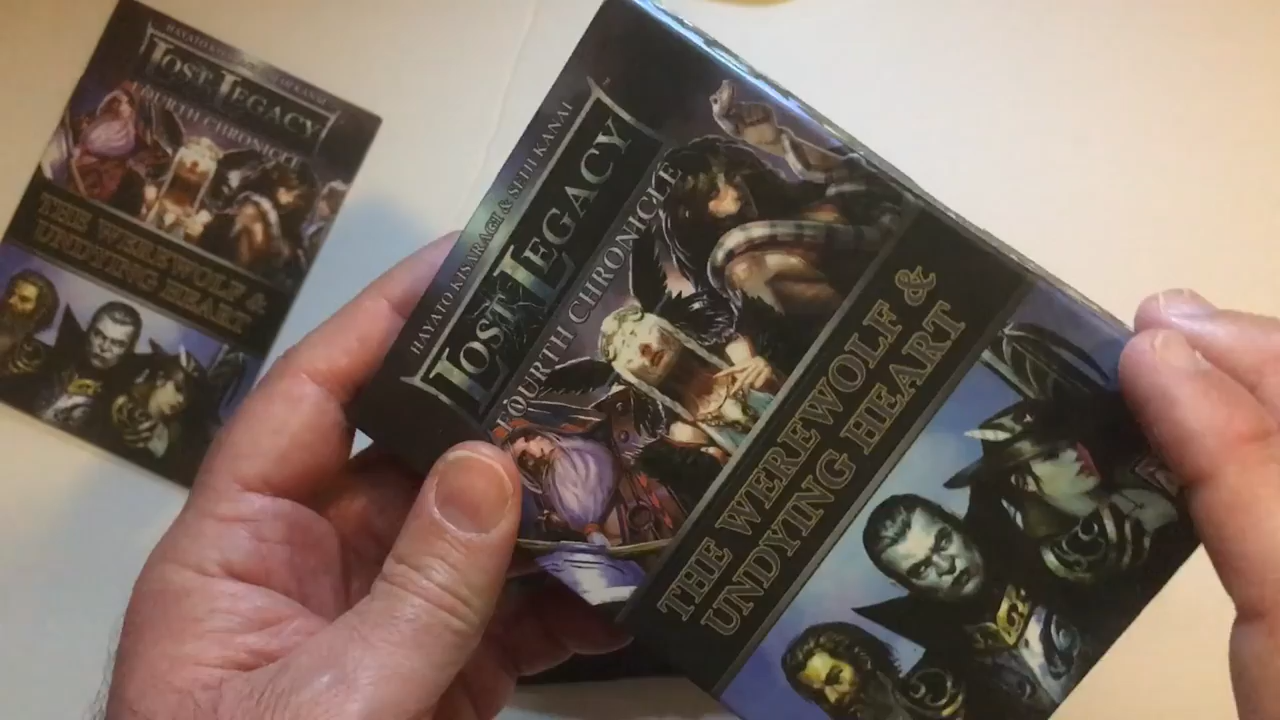 HAYATO KISARAGI & SEIJI KANAI
LOST LEGACY
FOURTH CHRONICLE
THE WEREWOLF &
UNDYING HEART
LOST LEGACY
FOURTH CHRONICLE
THE WEREWOLF &
UNDYING HEART